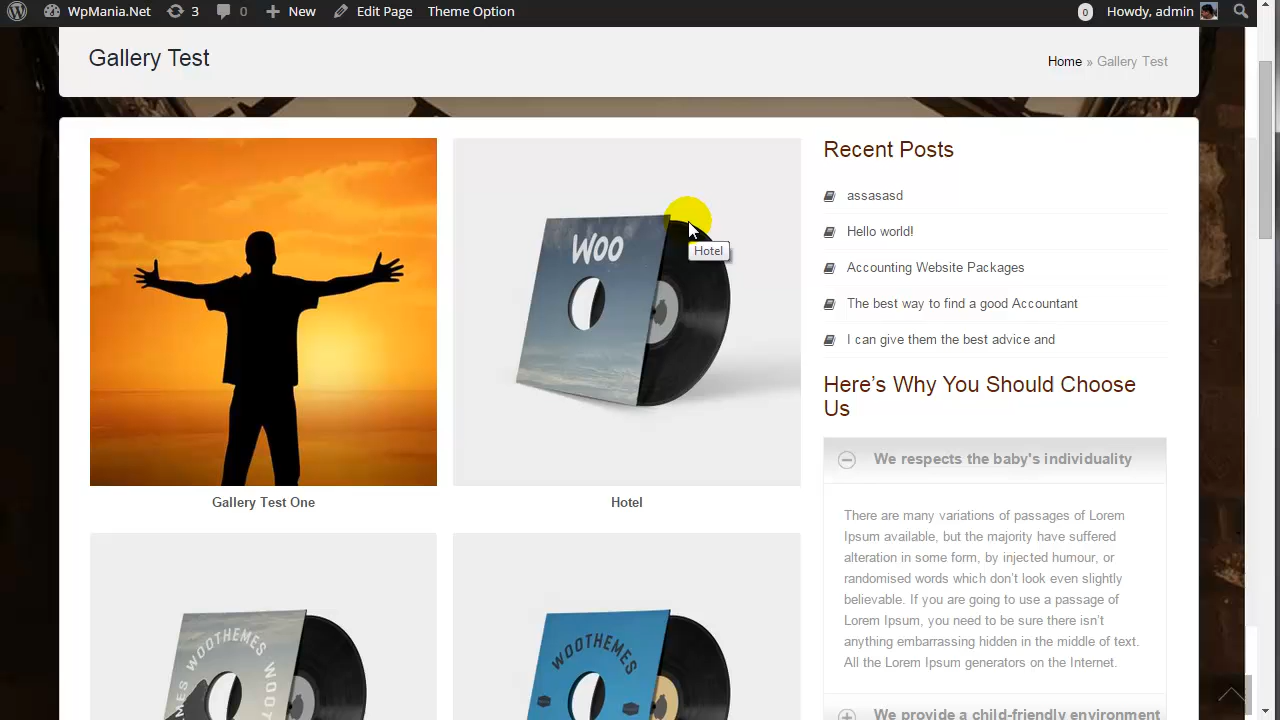 WpMania.Net 3 0 New Edit Page Theme Option 0 Howdy, admin
Gallery Test
Home » Gallery Test
WOO
Hotel
Gallery Test One
Hotel
WOOTHEMES WOOT
WOOTHEMES
Recent Posts
assasasd
Hello world!
Accounting Website Packages
The best way to find a good Accountant
I can give them the best advice and
Here’s Why You Should Choose
Us
We respects the baby's individuality
There are many variations of passages of Lorem
Ipsum available, but the majority have suffered
alteration in some form, by injected humour, or
randomised words which don’t look even slightly
believable. If you are going to use a passage of
Lorem Ipsum, you need to be sure there isn’t
anything embarrassing hidden in the middle of text.
All the Lorem Ipsum generators on the Internet.
We provide a child-friendly environment